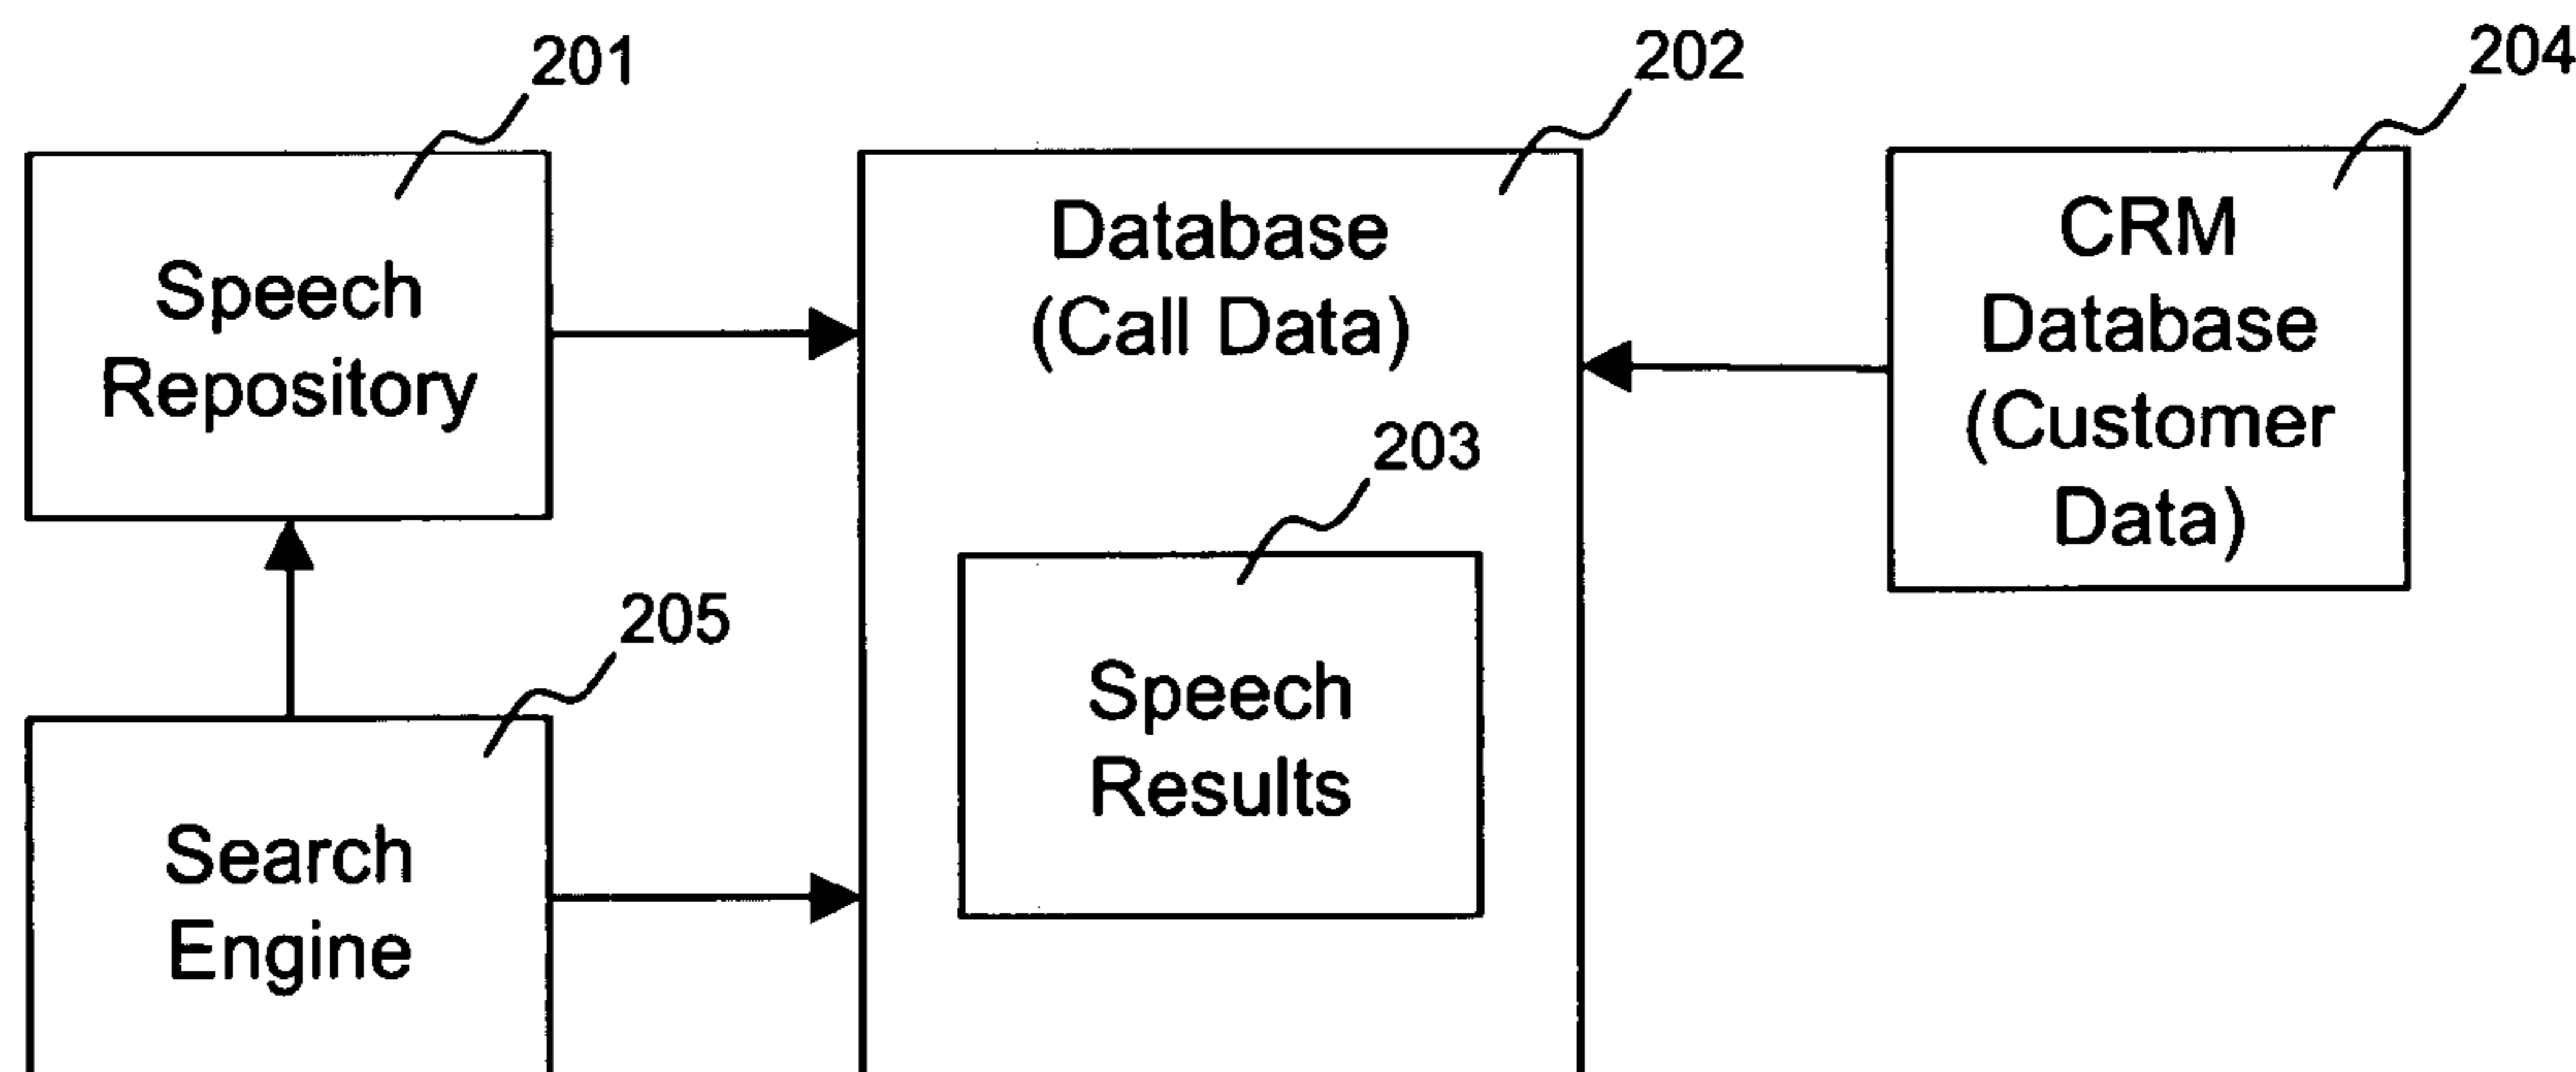 201
Speech
Repository
202
Database
(Call Data)
204
CRM
Database
(Customer
Data)
203
Speech
Results
205
Search
Engine